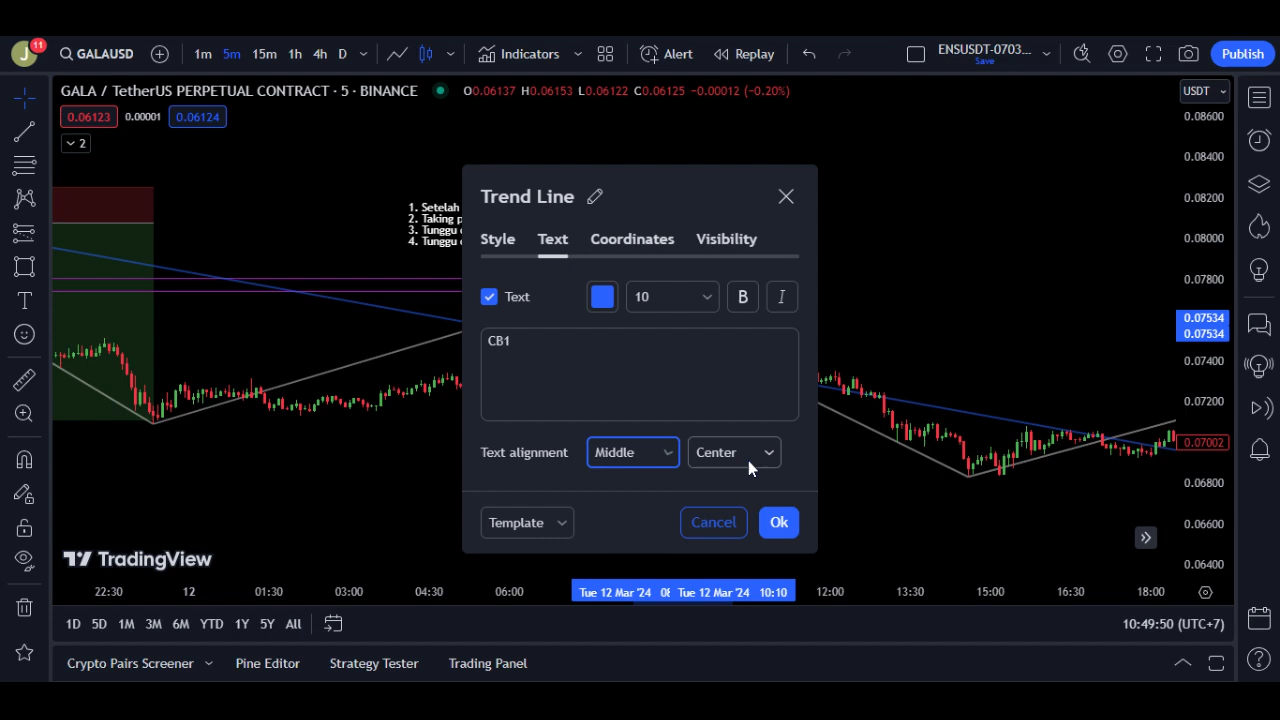 J 11 GALAUSD 1m 5m 15m 1h 4h D Indicators Alert Replay ENSUSDT-0703... Save Publish
GALA / TetherUS PERPETUAL CONTRACT · 5 · BINANCE O0.06137 H0.06153 L0.06122 C0.06125 -0.00012 (-0.20%) USDT
0.06123 0.00001 0.06124
2
1. Setelah
2. Taking
3. Tunggu
4. Tunggu
Trend Line
Style Text Coordinates Visibility
Text 10 B I
CB1
Text alignment Middle Center
Template Cancel Ok
0.08600
0.08400
0.08200
0.08000
0.07800
0.07534
0.07534
0.07400
0.07200
0.07002
0.06800
0.06600
0.06400
TradingView
22:30 12 01:30 03:00 04:30 06:00 Tue 12 Mar '24 Tue 12 Mar '24 10:10 12:00 13:30 15:00 16:30 18:00
1D 5D 1M 3M 6M YTD 1Y 5Y All 10:49:50 (UTC+7)
Crypto Pairs Screener Pine Editor Strategy Tester Trading Panel